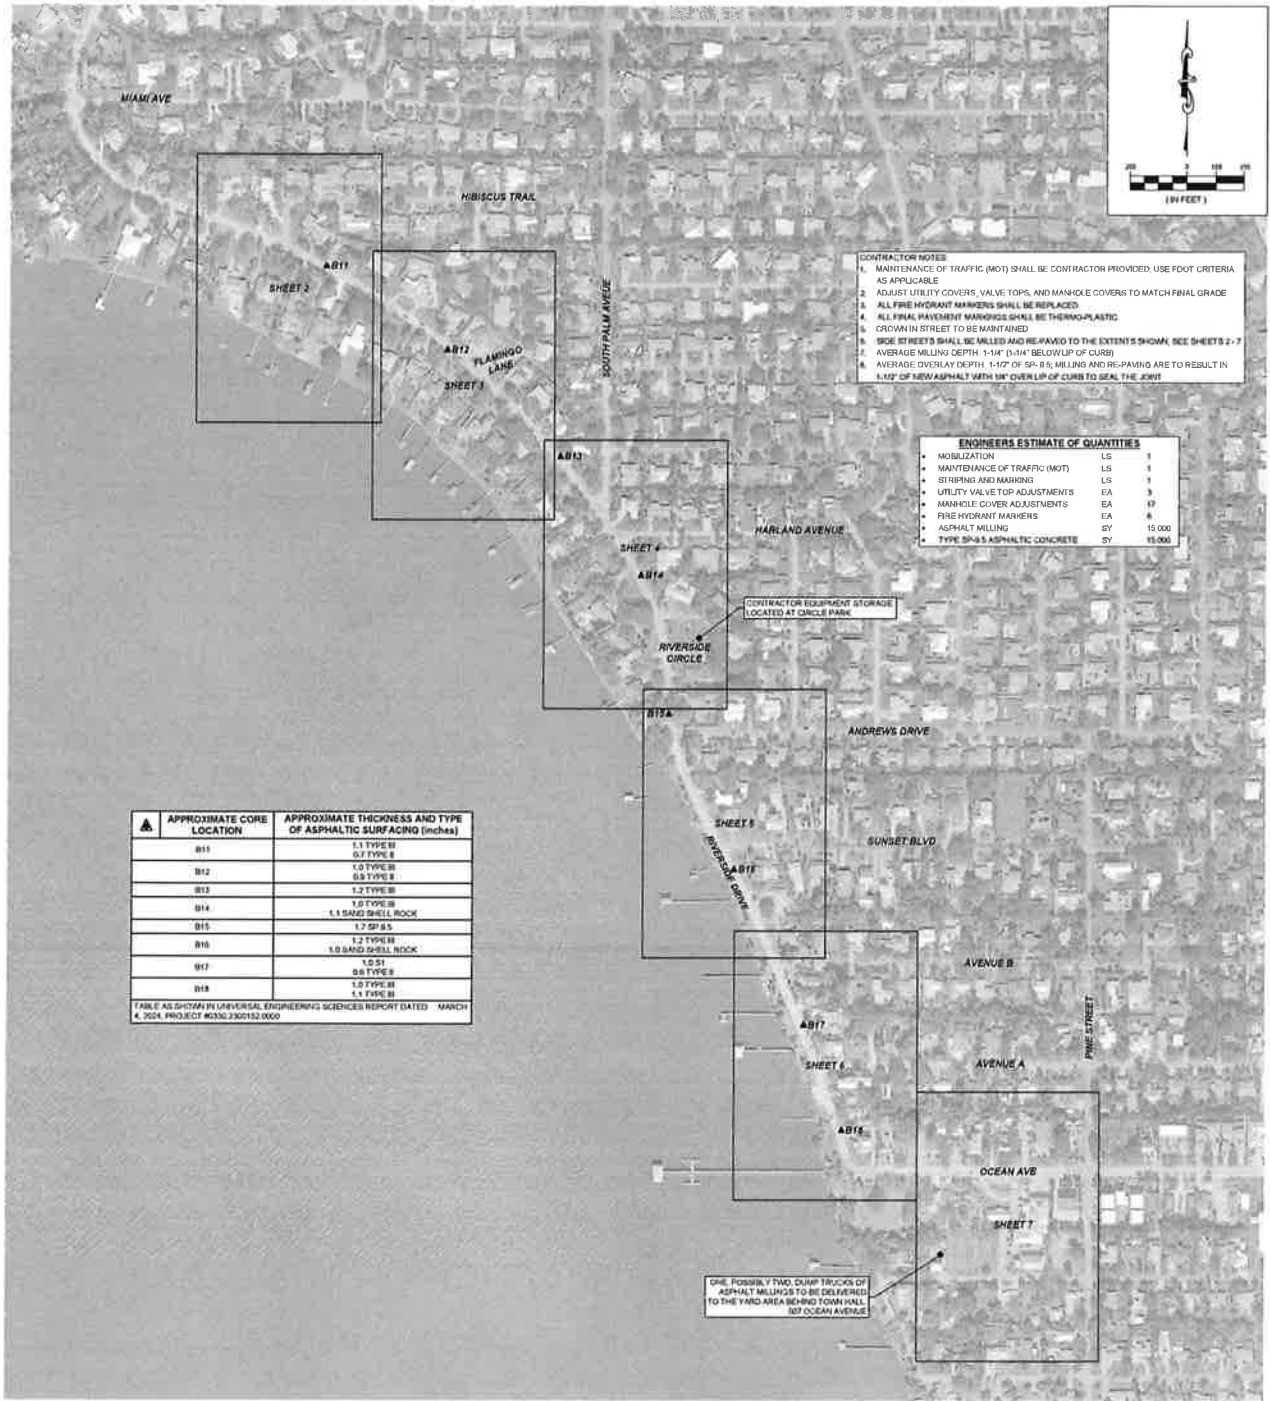 MIAMI AVE
HIBISCUS TRAIL
SOUTH PALM AVEUE
▲B11
SHEET 2
▲B12
FLAMINGO
LANE
SHEET 3
▲B13
SHEET 4
▲B14
HARLAND AVENUE
CONTRACTOR EQUIPMENT STORAGE
LOCATED AT CIRCLE PARK
RIVERSIDE
CIRCLE
B15▲
ANDREWS DRIVE
SHEET 5
RIVERSIDE DRIVE
▲B16
SUNSET BLVD
AVENUE B
▲B17
SHEET 6
AVENUE A
PINE STREET
▲B18
OCEAN AVE
SHEET 7
ONE, POSSIBLY TWO, DUMP TRUCKS OF
ASPHALT MILLINGS TO BE DELIVERED
TO THE YARD AREA BEHIND TOWN HALL
507 OCEAN AVENUE
(IN FEET)
CONTRACTOR NOTES
1. MAINTENANCE OF TRAFFIC (MOT) SHALL BE CONTRACTOR PROVIDED; USE FDOT CRITERIA
AS APPLICABLE
2. ADJUST UTILITY COVERS, VALVE TOPS, AND MANHOLE COVERS TO MATCH FINAL GRADE
3. ALL FIRE HYDRANT MARKERS SHALL BE REPLACED
4. ALL FINAL PAVEMENT MARKINGS SHALL BE THERMO-PLASTIC
5. CROWN IN STREET TO BE MAINTAINED
6. SIDE STREETS SHALL BE MILLED AND RE-PAVED TO THE EXTENTS SHOWN, SEE SHEETS 2 - 7
7. AVERAGE MILLING DEPTH: 1-1/4" (1-1/4" BELOW LIP OF CURB)
8. AVERAGE OVERLAY DEPTH: 1-1/2" OF SP-9.5; MILLING AND RE-PAVING ARE TO RESULT IN
1-1/2" OF NEW ASPHALT WITH 1/4" OVER LIP OF CURB TO SEAL THE JOINT
ENGINEERS ESTIMATE OF QUANTITIES
• MOBILIZATION LS 1
• MAINTENANCE OF TRAFFIC (MOT) LS 1
• STRIPING AND MARKING LS 1
• UTILITY VALVE TOP ADJUSTMENTS EA 3
• MANHOLE COVER ADJUSTMENTS EA 17
• FIRE HYDRANT MARKERS EA 6
• ASPHALT MILLING SY 15,000
• TYPE SP-9.5 ASPHALTIC CONCRETE SY 15,000
APPROXIMATE CORE LOCATION APPROXIMATE THICKNESS AND TYPE OF ASPHALTIC SURFACING (inches)
B11 1.1 TYPE III
0.7 TYPE II
B12 1.0 TYPE III
0.9 TYPE II
B13 1.2 TYPE III
B14 1.0 TYPE III
1.1 SAND SHELL ROCK
B15 1.7 SP 9.5
B16 1.2 TYPE III
1.0 SAND SHELL ROCK
B17 1.0 S1
0.6 TYPE II
B18 1.0 TYPE III
1.1 TYPE III
TABLE AS SHOWN IN UNIVERSAL ENGINEERING SCIENCES REPORT DATED MARCH
4, 2024, PROJECT #0330.2300152.0000